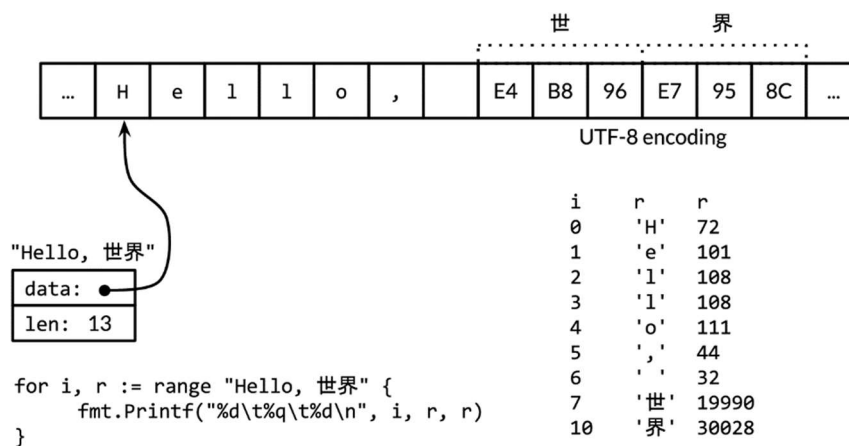 世 界
… H e l l o , E4 B8 96 E7 95 8C …
UTF-8 encoding
"Hello, 世界"
data:
len: 13
for i, r := range "Hello, 世界" {
fmt.Printf("%d\t%q\t%d\n", i, r, r)
}
i r r
0 'H' 72
1 'e' 101
2 'l' 108
3 'l' 108
4 'o' 111
5 ',' 44
6 ' ' 32
7 '世' 19990
10 '界' 30028